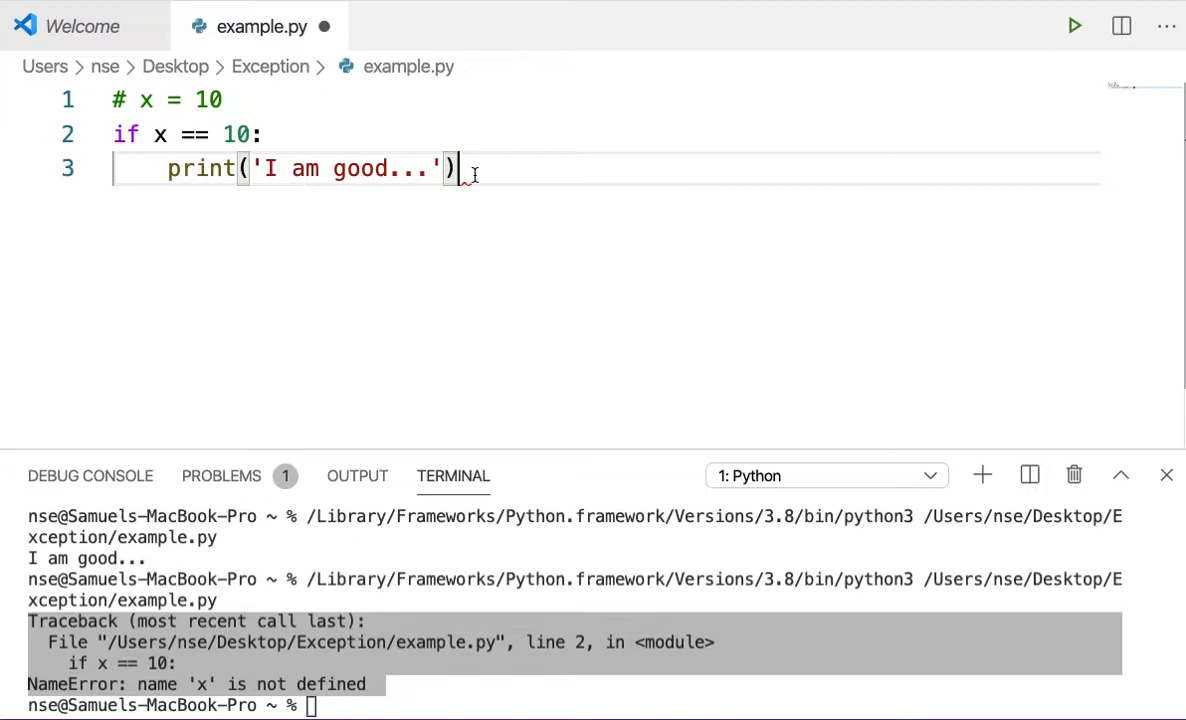 Welcome
example.py
Users > nse > Desktop > Exception > example.py
1 # x = 10
2 if x == 10:
3     print('I am good...')
DEBUG CONSOLE PROBLEMS 1 OUTPUT TERMINAL 1: Python
nse@Samuels-MacBook-Pro ~ % /Library/Frameworks/Python.framework/Versions/3.8/bin/python3 /Users/nse/Desktop/E
xception/example.py
I am good...
nse@Samuels-MacBook-Pro ~ % /Library/Frameworks/Python.framework/Versions/3.8/bin/python3 /Users/nse/Desktop/E
xception/example.py
Traceback (most recent call last):
  File "/Users/nse/Desktop/Exception/example.py", line 2, in <module>
    if x == 10:
NameError: name 'x' is not defined
nse@Samuels-MacBook-Pro ~ %